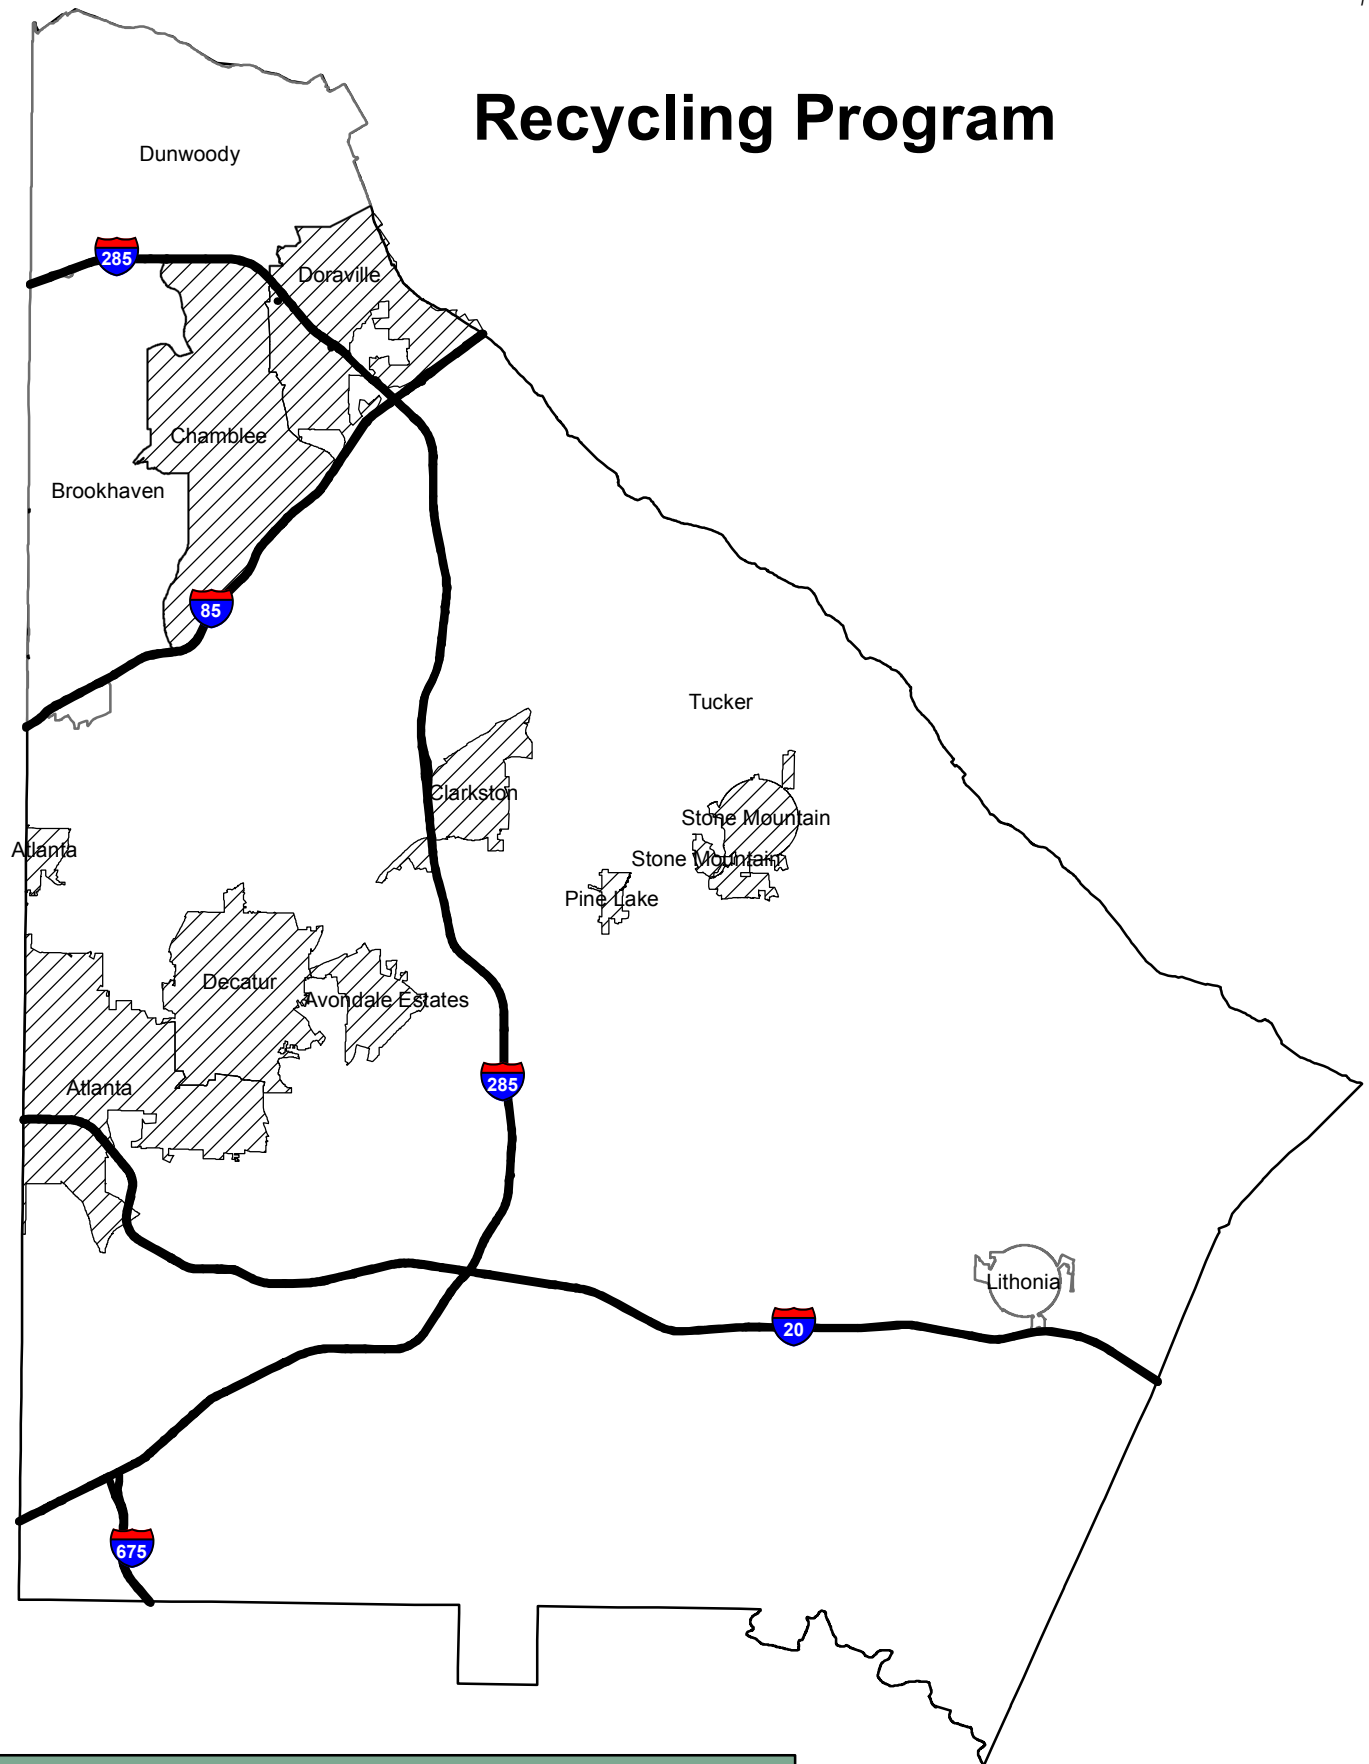 Recycling Program
Dunwoody
285
Doraville
Chamblee
Brookhaven
85
Tucker
Clarkston
Stone Mountain
Atlanta
Stone Mountain
Pine Lake
Decatur
Avondale Estates
285
Atlanta
Lithonia
20
675